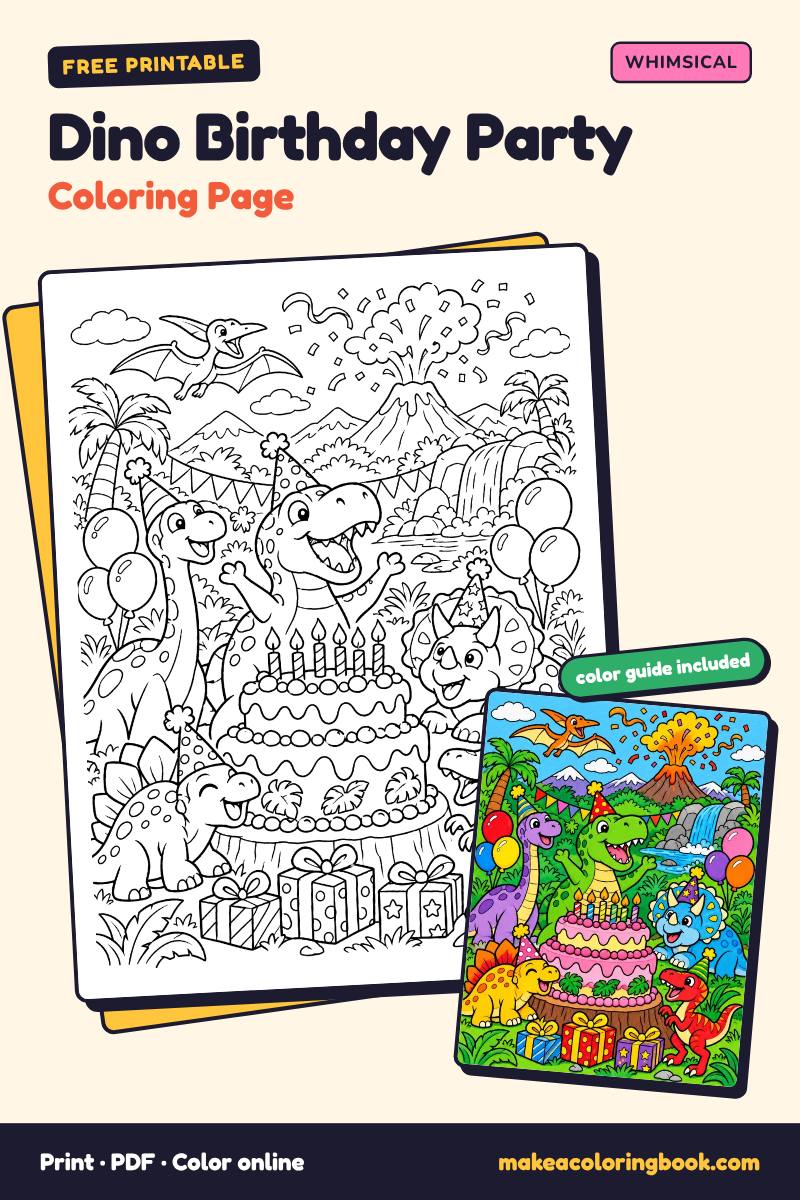 FREE PRINTABLE
WHIMSICAL
Dino Birthday Party
Coloring Page
color guide included
Print · PDF · Color online
makeacoloringbook.com